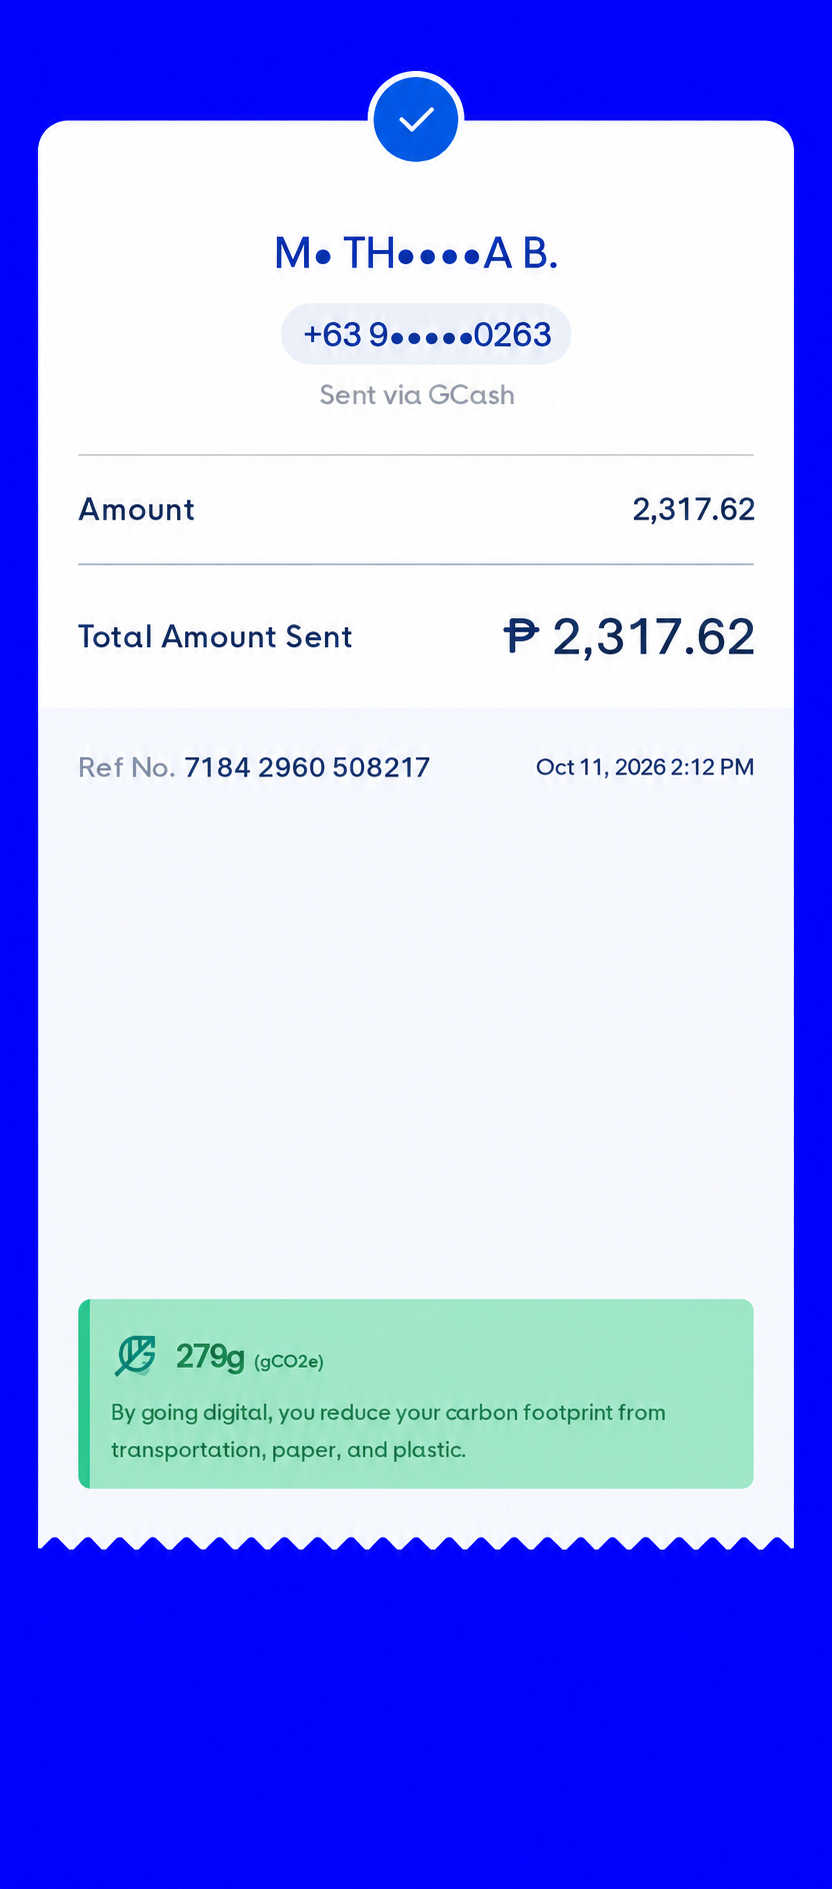 M• TH••••A B.
+63 9•••••0263
Sent via GCash
Amount 2,317.62
Total Amount Sent ₱ 2,317.62
Ref No. 7184 2960 508217 Oct 11, 2026 2:12 PM
279g (gCO2e)
By going digital, you reduce your carbon footprint from
transportation, paper, and plastic.